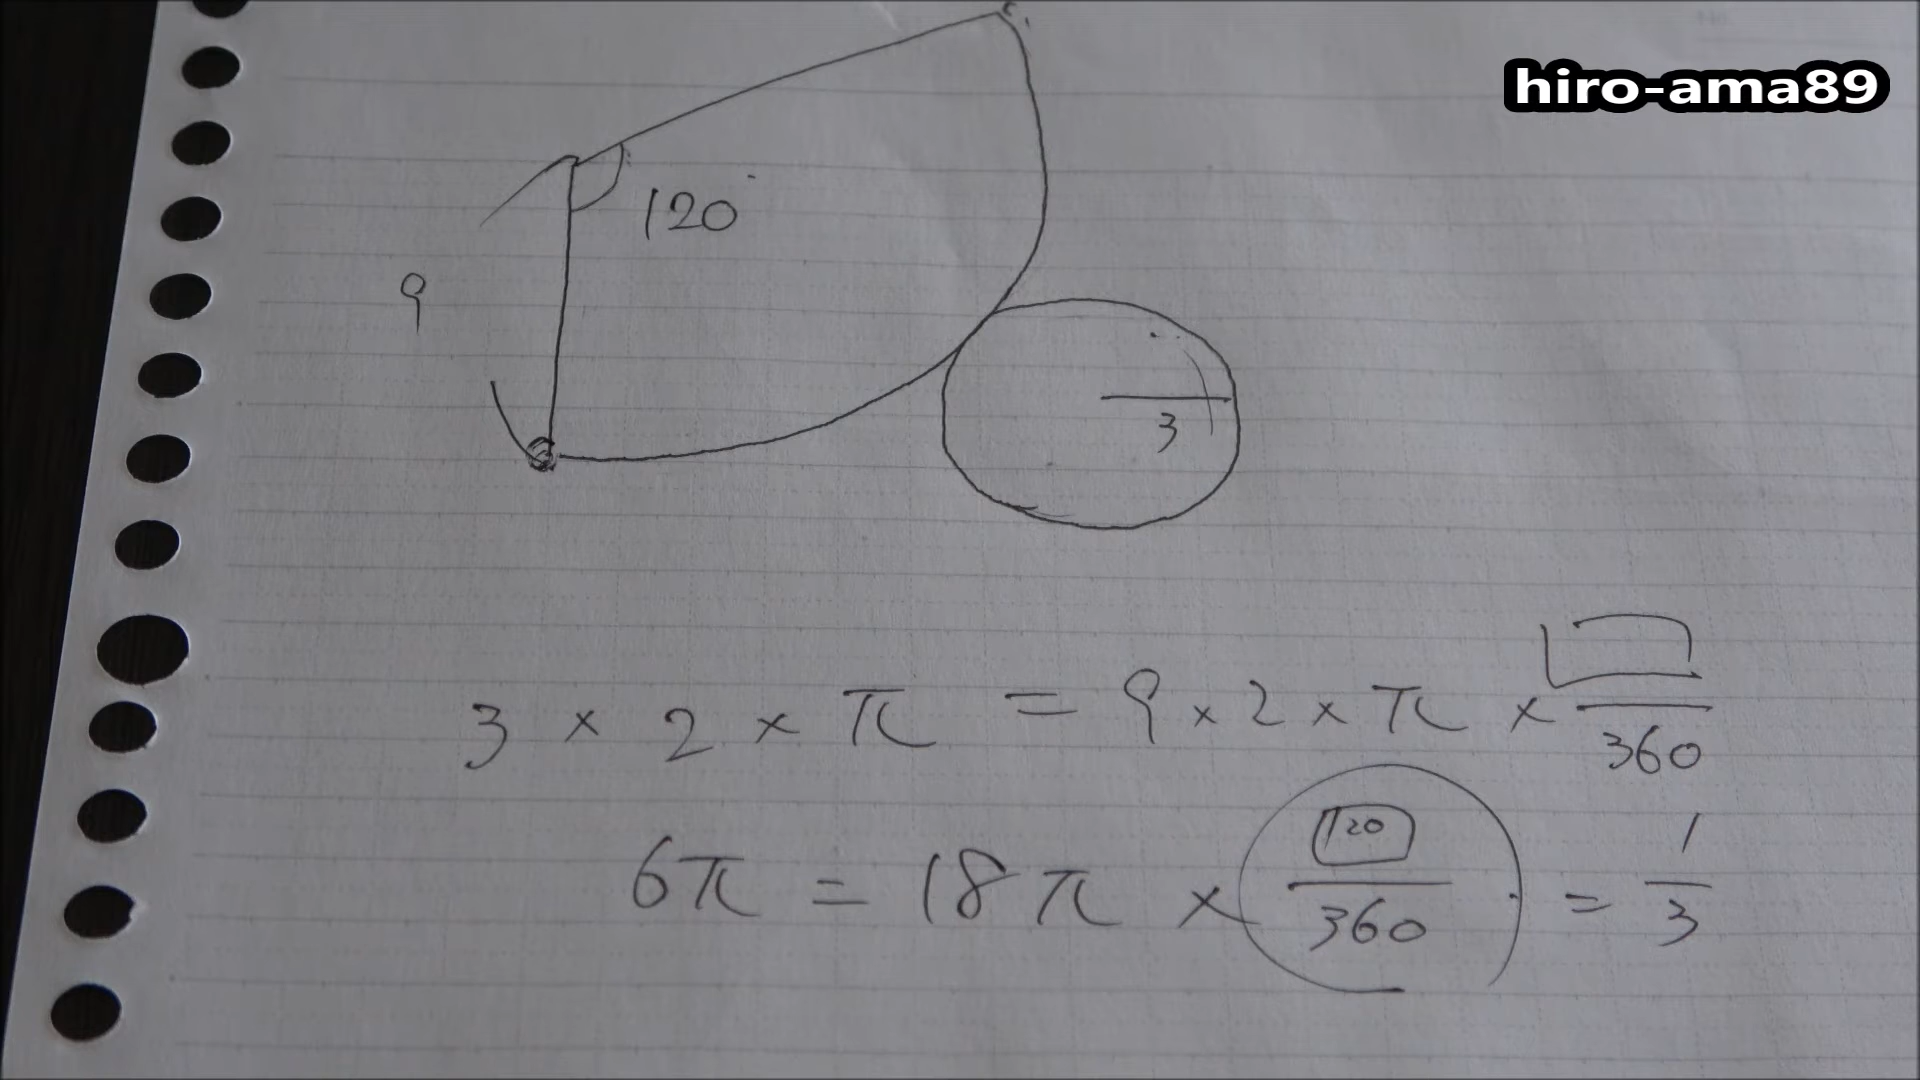 hiro-ama89
120°
9
3
3 × 2 × π = 9 × 2 × π × □/360
6π = 18π × 120/360 = 1/3